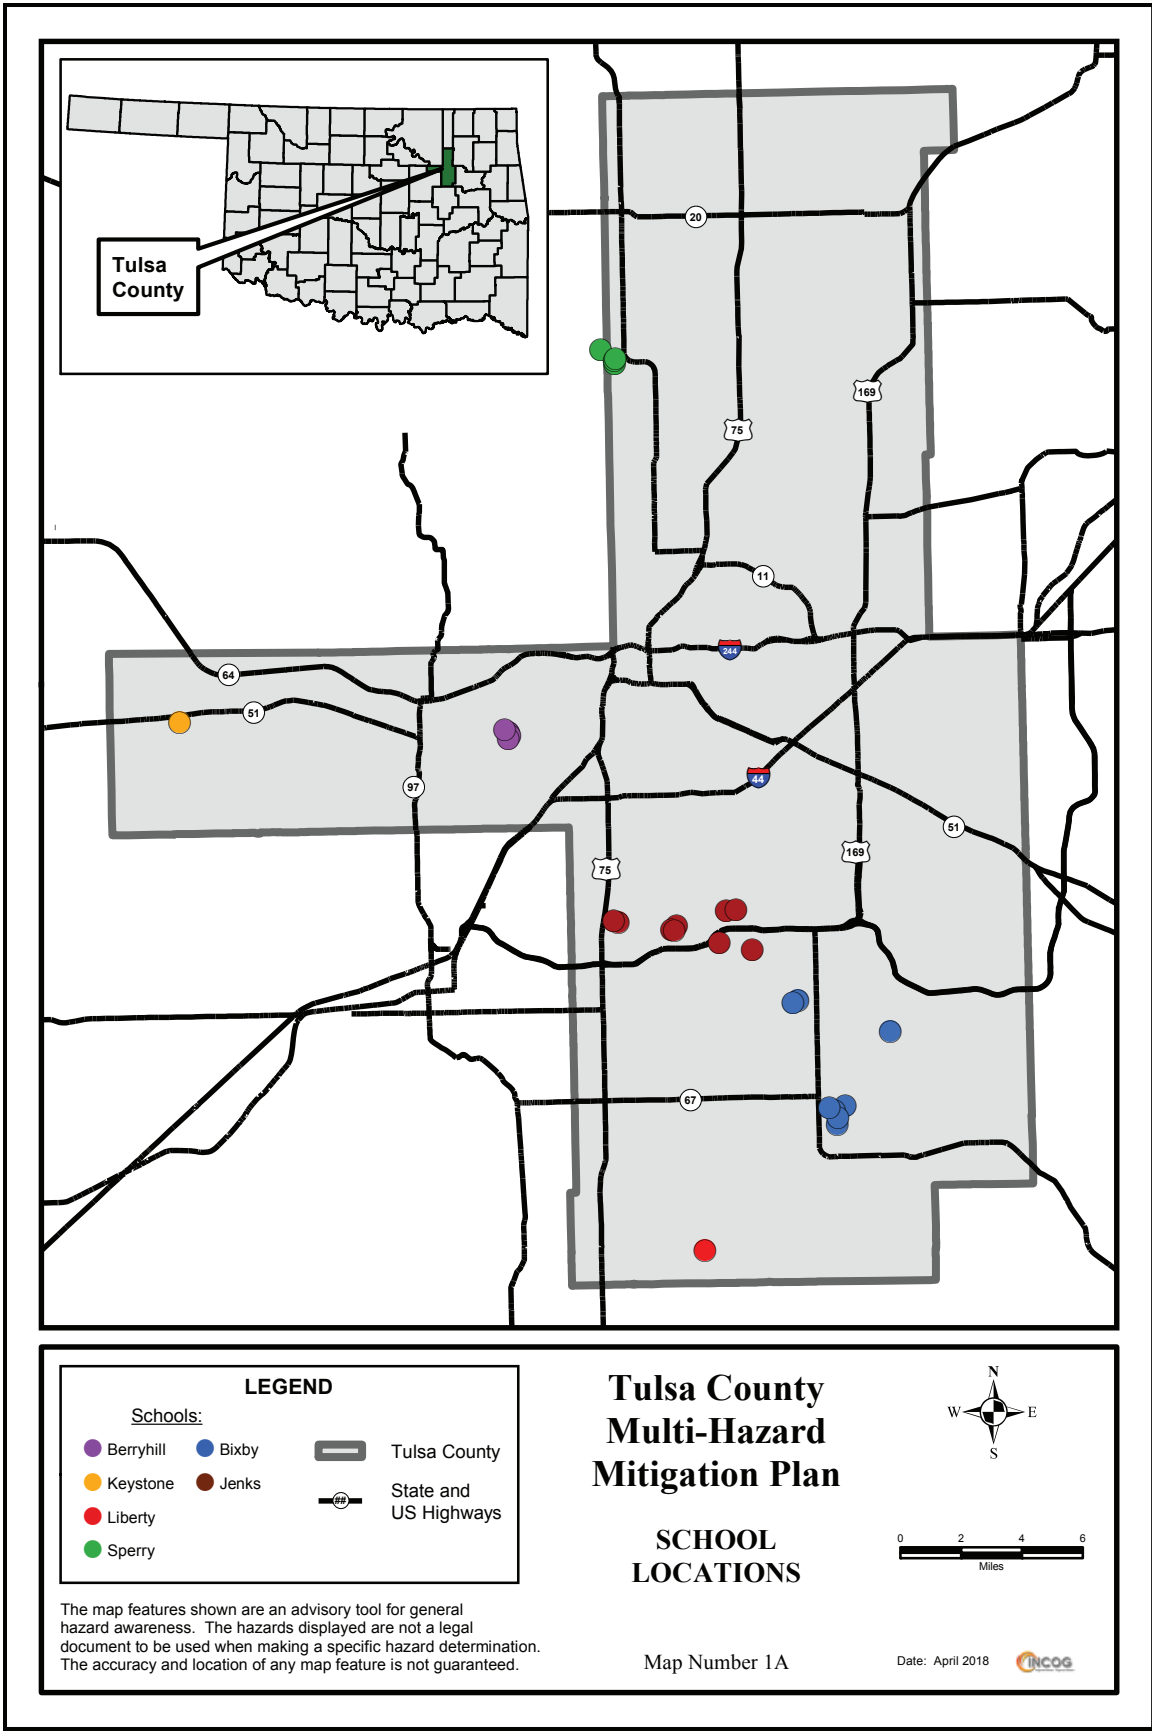 Tulsa
County
20
169
75
11
244
64
51
97
44
51
75
169
67
LEGEND
Schools:
Berryhill
Bixby
Tulsa County
Keystone
Jenks
State and
US Highways
##
Liberty
Sperry
The map features shown are an advisory tool for general
hazard awareness. The hazards displayed are not a legal
document to be used when making a specific hazard determination.
The accuracy and location of any map feature is not guaranteed.
Tulsa County
Multi-Hazard
Mitigation Plan
SCHOOL
LOCATIONS
Map Number 1A
N
W E
S
0 2 4 6
Miles
Date: April 2018
INCOG